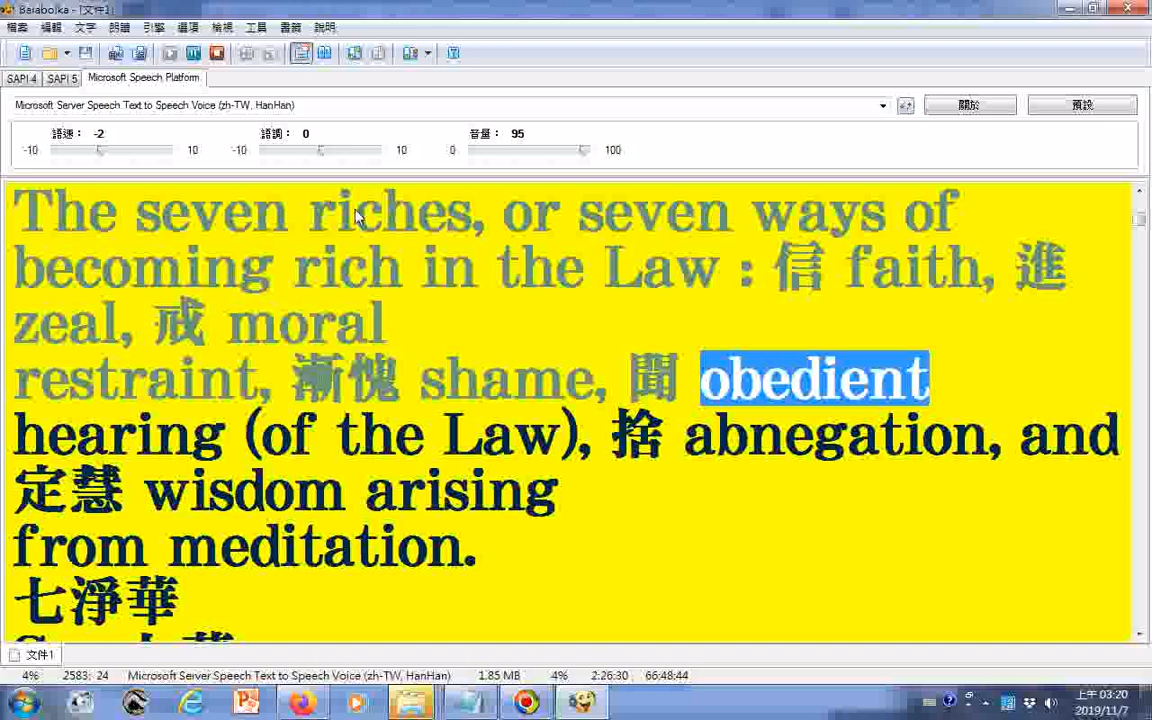 Balabolka - [文件1]
檔案 編輯 文字 朗讀 引擎 選項 檢視 工具 書籤 說明
SAPI 4 SAPI 5 Microsoft Speech Platform
Microsoft Server Speech Text to Speech Voice (zh-TW, HanHan) 關於 預設
語速： -2 語調： 0 音量： 95
-10 10 -10 10 0 100
The seven riches, or seven ways of
becoming rich in the Law : 信 faith, 進
zeal, 戒 moral
restraint, 漸愧 shame, 聞 obedient
hearing (of the Law), 捨 abnegation, and
定慧 wisdom arising
from meditation.
七淨華
文件1
4% 2583: 24 Microsoft Server Speech Text to Speech Voice (zh-TW, HanHan) 1.85 MB 4% 2:26:30 66:48:44
上午 03:20
2019/11/7